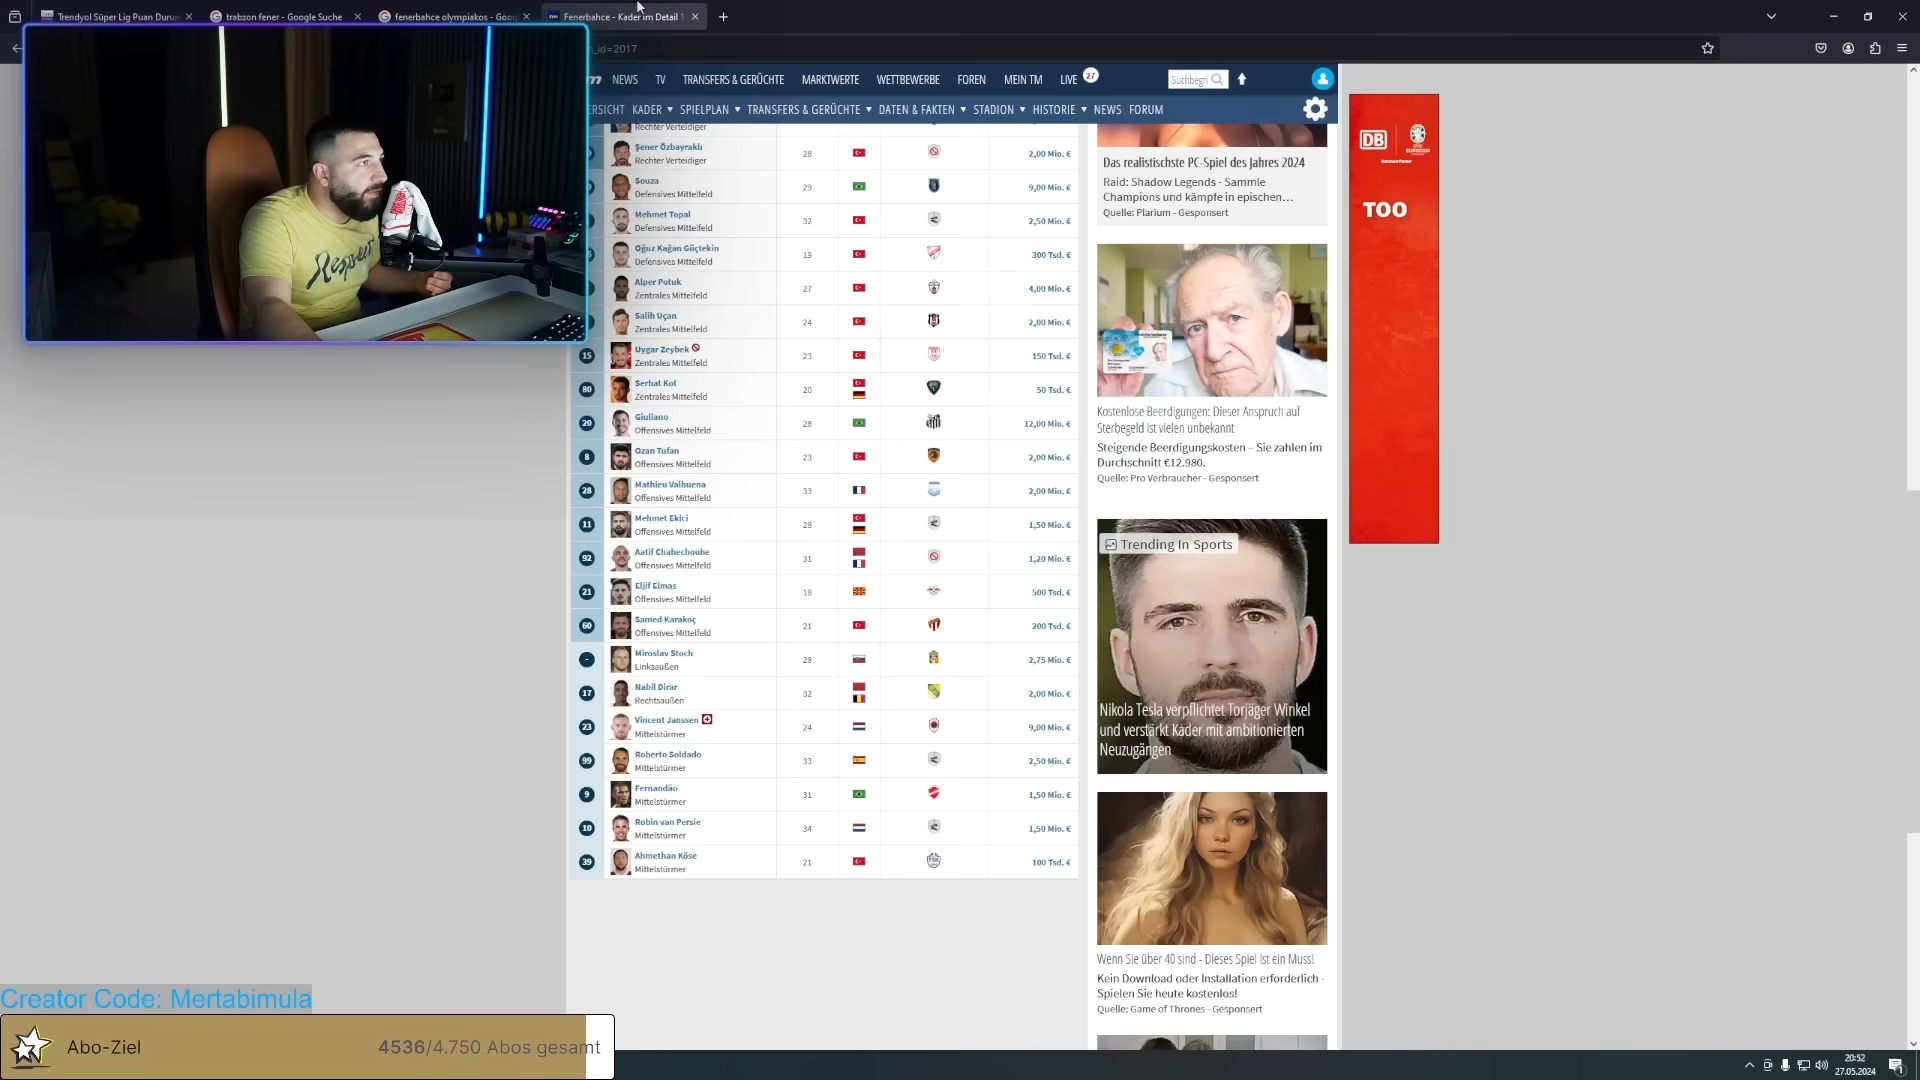 Trendyol Süper Lig Puan Durum
trabzon fener - Google Suche
fenerbahce olympiakos - Goog
Fenerbahce - Kader im Detail 1
_id=2017
NEWS
TV
TRANSFERS & GERÜCHTE
MARKTWERTE
WETTBEWERBE
FOREN
MEIN TM
LIVE
27
Suchbegri
ERSICHT
KADER
SPIELPLAN
TRANSFERS & GERÜCHTE
DATEN & FAKTEN
STADION
HISTORIE
NEWS
FORUM
Rechter Verteidiger
Şener Özbayraklı
Rechter Verteidiger
28
2,00 Mio. €
Souza
Defensives Mittelfeld
29
9,00 Mio. €
Mehmet Topal
Defensives Mittelfeld
32
2,50 Mio. €
Oğuz Kağan Güçtekin
Defensives Mittelfeld
19
300 Tsd. €
Alper Potuk
Zentrales Mittelfeld
27
4,00 Mio. €
Salih Uçan
Zentrales Mittelfeld
24
2,00 Mio. €
15
Uygar Zeybek
Zentrales Mittelfeld
23
150 Tsd. €
80
Serhat Kot
Zentrales Mittelfeld
20
50 Tsd. €
20
Giuliano
Offensives Mittelfeld
28
12,00 Mio. €
8
Ozan Tufan
Offensives Mittelfeld
23
2,00 Mio. €
28
Mathieu Valbuena
Offensives Mittelfeld
33
2,00 Mio. €
11
Mehmet Ekici
Offensives Mittelfeld
28
1,50 Mio. €
92
Aatif Chahechouhe
Offensives Mittelfeld
31
1,20 Mio. €
21
Eljif Elmas
Offensives Mittelfeld
18
500 Tsd. €
60
Samed Karakoç
Offensives Mittelfeld
21
200 Tsd. €
-
Miroslav Stoch
Linksaußen
28
2,75 Mio. €
17
Nabil Dirar
Rechtsaußen
32
2,00 Mio. €
23
Vincent Janssen
Mittelstürmer
24
9,00 Mio. €
99
Roberto Soldado
Mittelstürmer
33
2,50 Mio. €
9
Fernandão
Mittelstürmer
31
1,50 Mio. €
10
Robin van Persie
Mittelstürmer
34
1,50 Mio. €
39
Ahmethan Köse
Mittelstürmer
21
100 Tsd. €
Das realistischste PC-Spiel des Jahres 2024
Raid: Shadow Legends - Sammle
Champions und kämpfe in epischen…
Quelle: Plarium - Gesponsert
Kostenlose Beerdigungen: Dieser Anspruch auf
Sterbegeld ist vielen unbekannt
Steigende Beerdigungskosten – Sie zahlen im
Durchschnitt €12.980.
Quelle: Pro Verbraucher - Gesponsert
Trending In Sports
Nikola Tesla verpflichtet Torjäger Winkel
und verstärkt Kader mit ambitionierten
Neuzugängen
Wenn Sie über 40 sind - Dieses Spiel ist ein Muss!
Kein Download oder Installation erforderlich -
Spielen Sie heute kostenlos!
Quelle: Game of Thrones - Gesponsert
DB
EURO2024
TOO
Respect
Creator Code: Mertabimula
Abo-Ziel
4536/4.750 Abos gesamt
20:52
27.05.2024